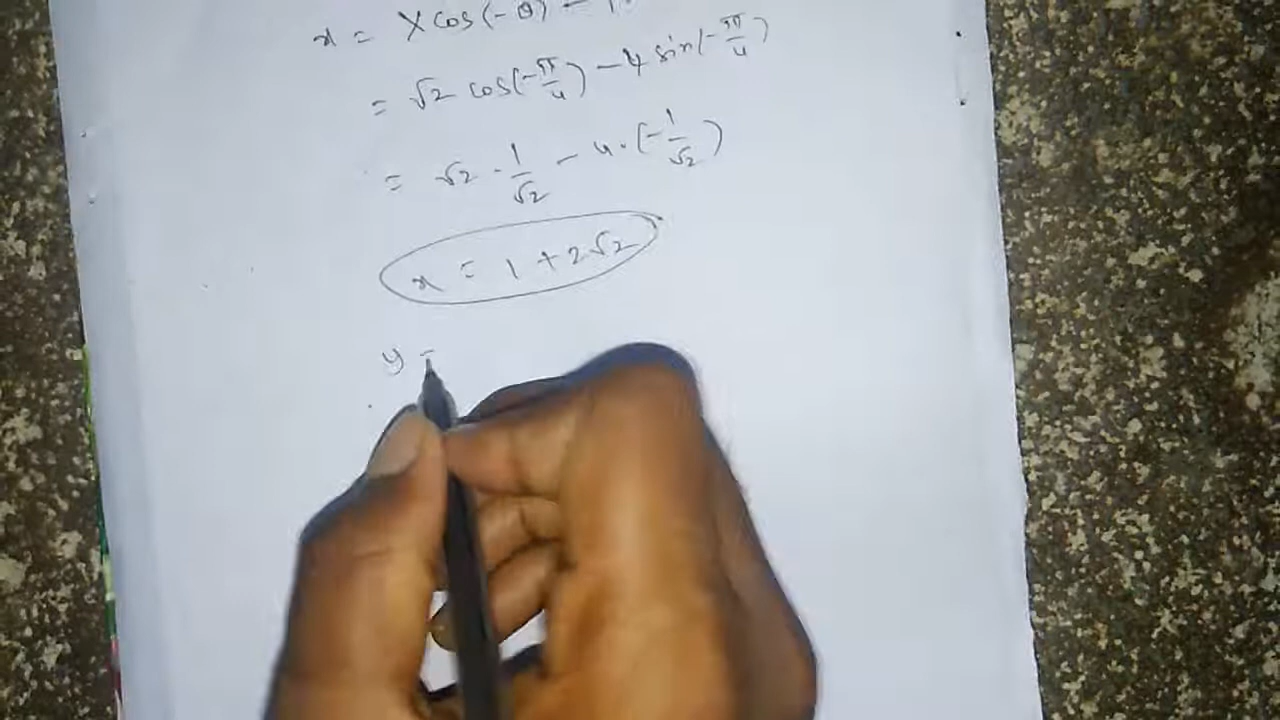 x = X cos(-θ) -
= √2 cos(-π/4) - 4 sin(-π/4)
= √2 · 1/√2 - 4 · (-1/√2)
x = 1 + 2√2
y =